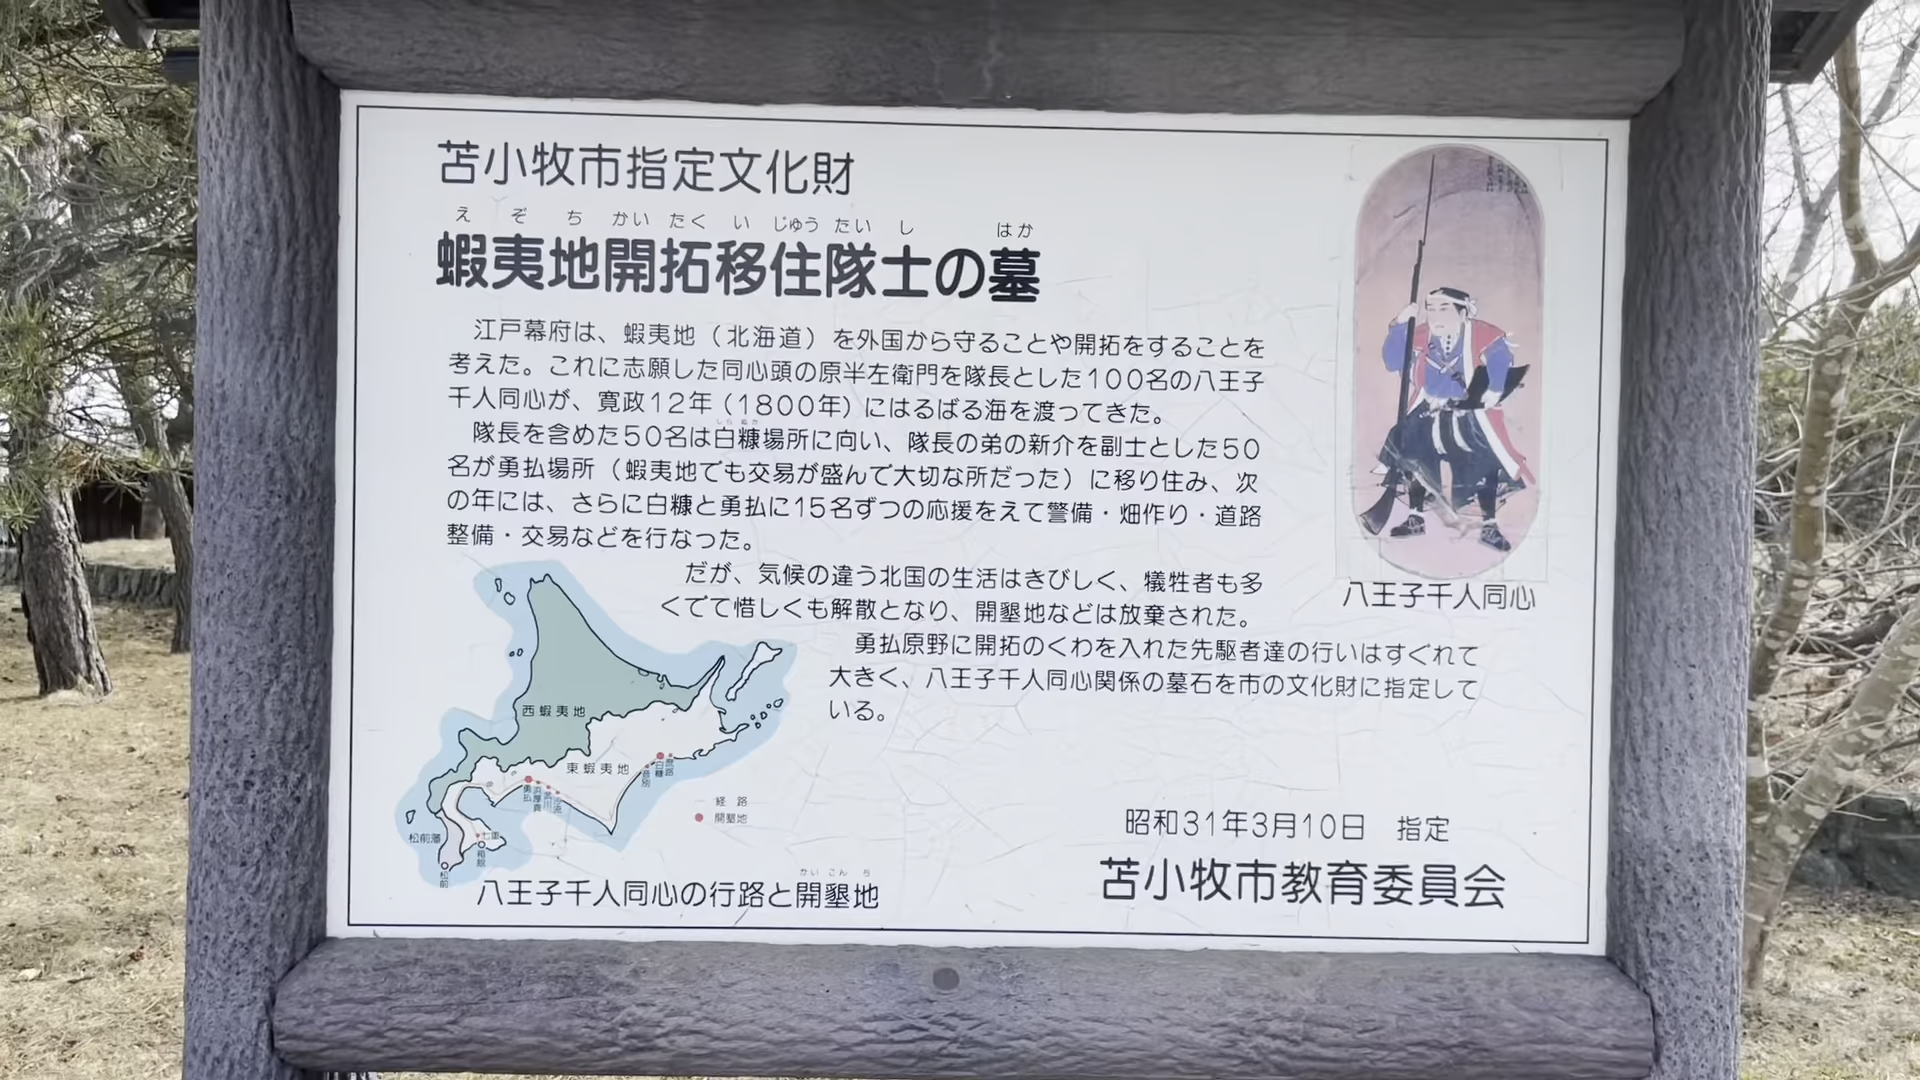 苫小牧市指定文化財
えぞちかいたくいじゅうたいし はか
蝦夷地開拓移住隊士の墓
江戸幕府は、蝦夷地（北海道）を外国から守ることや開拓をすることを
考えた。これに志願した同心頭の原半左衛門を隊長とした100名の八王子
千人同心が、寛政12年（1800年）にはるばる海を渡ってきた。
しらぬか
隊長を含めた50名は白糠場所に向い、隊長の弟の新介を副士とした50
名が勇払場所（蝦夷地でも交易が盛んで大切な所だった）に移り住み、次
の年には、さらに白糠と勇払に15名ずつの応援をえて警備・畑作り・道路
整備・交易などを行なった。
だが、気候の違う北国の生活はきびしく、犠牲者も多
くでて惜しくも解散となり、開墾地などは放棄された。
勇払原野に開拓のくわを入れた先駆者達の行いはすぐれて
大きく、八王子千人同心関係の墓石を市の文化財に指定して
いる。
八王子千人同心
西蝦夷地
東蝦夷地
松前藩
松前
箱館
七重
勇払
厚真
白糠
庶路
音別
経路
開墾地
かいこんち
八王子千人同心の行路と開墾地
昭和31年3月10日 指定
苫小牧市教育委員会